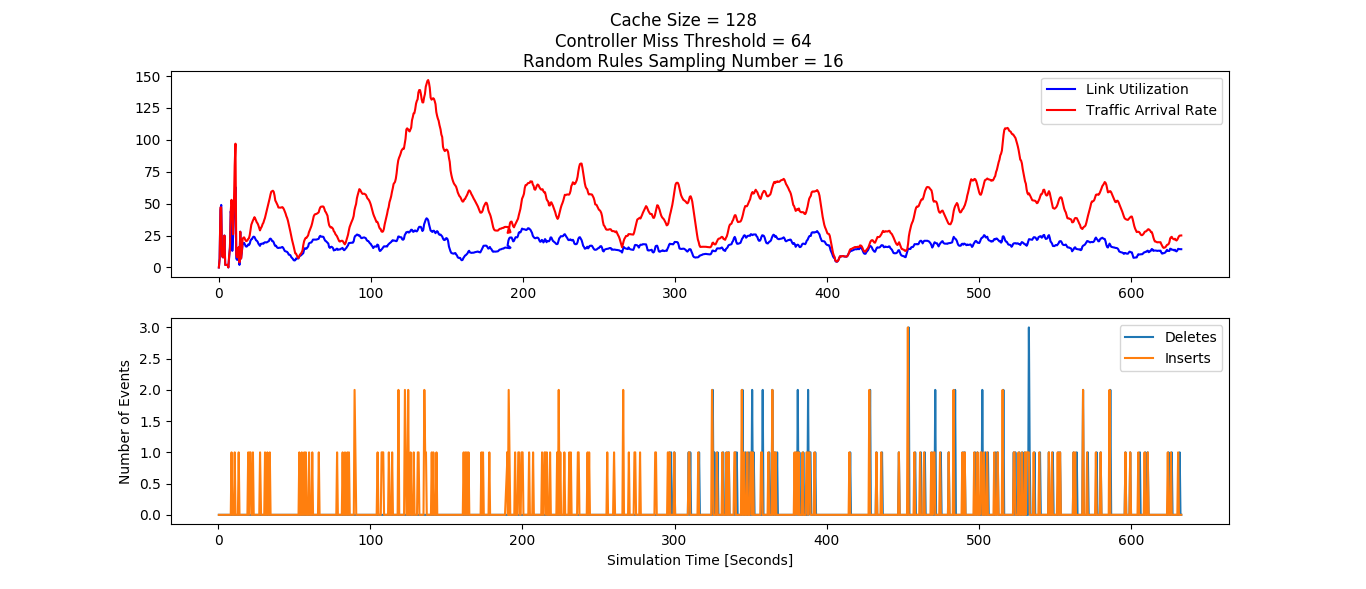 Cache Size = 128
Controller Miss Threshold = 64
Random Rules Sampling Number = 16
150
125
100
75
50
25
0
Link Utilization
Traffic Arrival Rate
0 100 200 300 400 500 600
Number of Events
3.0
2.5
2.0
1.5
1.0
0.5
0.0
Deletes
Inserts
0 100 200 300 400 500 600
Simulation Time [Seconds]